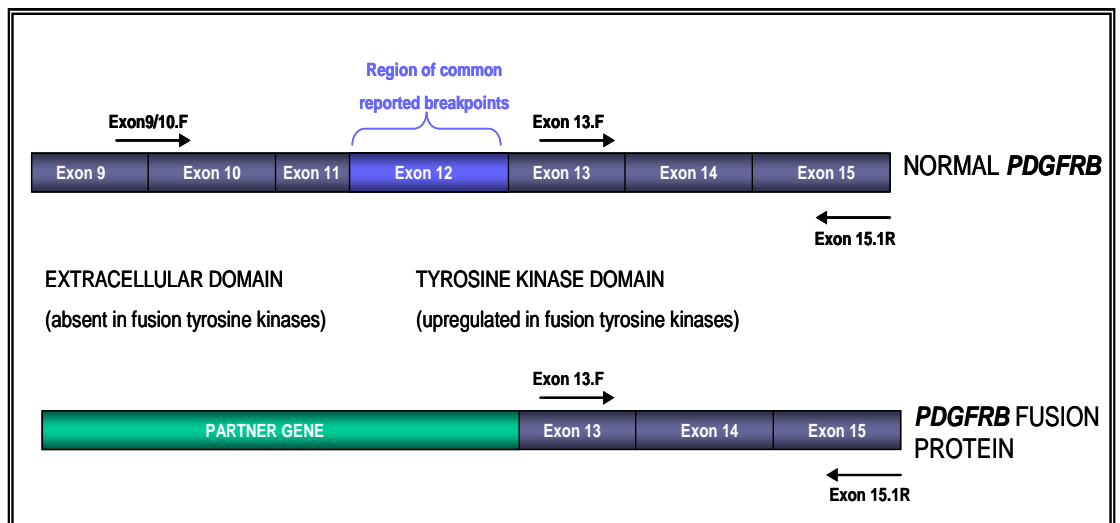 Region of common
reported breakpoints
Exon9/10.F
Exon 13.F
Exon 9
Exon 10
Exon 11
Exon 12
Exon 13
Exon 14
Exon 15
NORMAL PDGFRB
Exon 15.1R
EXTRACELLULAR DOMAIN
(absent in fusion tyrosine kinases)
TYROSINE KINASE DOMAIN
(upregulated in fusion tyrosine kinases)
Exon 13.F
PARTNER GENE
Exon 13
Exon 14
Exon 15
PDGFRB FUSION
PROTEIN
Exon 15.1R